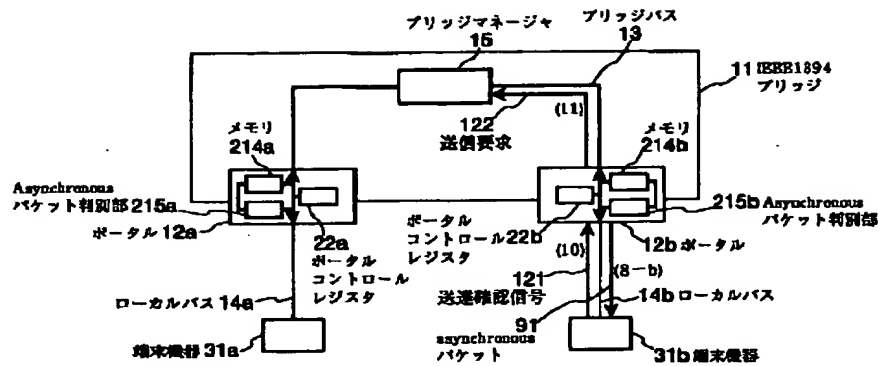 ブリッジマネージャ
15
ブリッジバス
13
11 IEEE1394
ブリッジ
(11)
122
送信要求
メモリ
214a
メモリ
214b
Asynchronous
パケット判別部 215a
ポータル 12a
215b Asynchronous
パケット判別部
22a
ポータル
コントロール
レジスタ
ポータル
コントロール 22b
レジスタ
12b ポータル
(10)
121
送達確認信号
(8-b)
91
asynchronous
パケット
ローカルバス 14a
14b ローカルバス
端末機器 31a
31b 端末機器